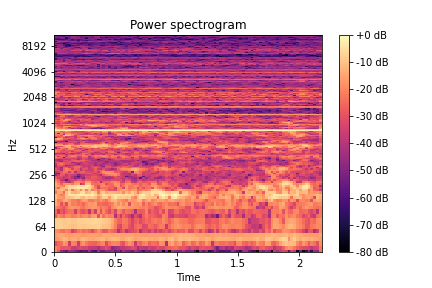 Power spectrogram
Hz
8192
4096
2048
1024
512
256
128
64
0
0
0.5
1
1.5
2
Time
+0 dB
-10 dB
-20 dB
-30 dB
-40 dB
-50 dB
-60 dB
-70 dB
-80 dB